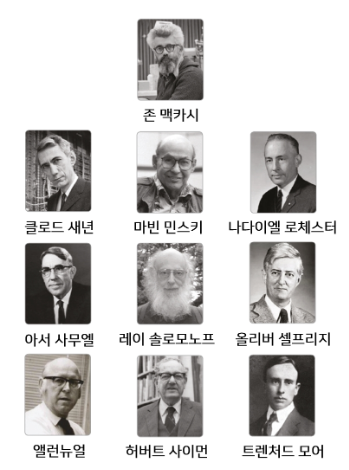 존 맥카시
클로드 섀넌
마빈 민스키
나다이엘 로체스터
아서 사무엘
레이 솔로모노프
올리버 셀프리지
앨런뉴얼
허버트 사이먼
트렌처드 모어